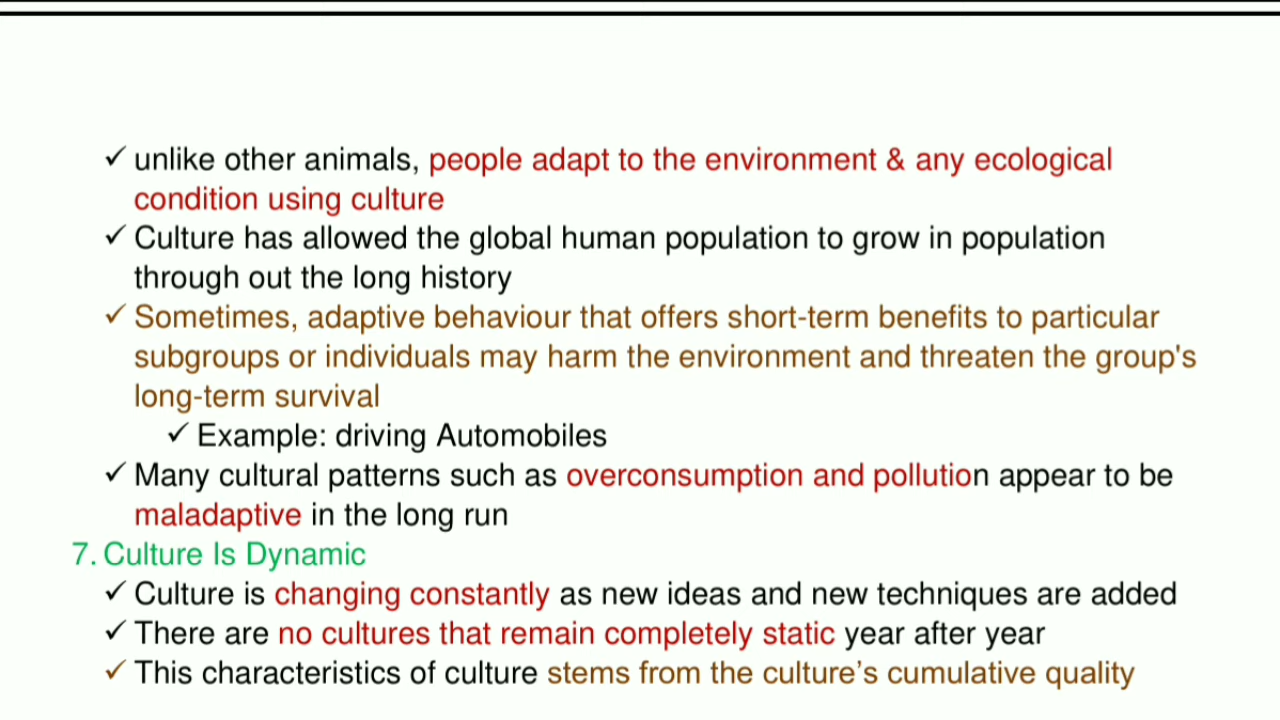 ✓ unlike other animals, people adapt to the environment & any ecological
condition using culture
✓ Culture has allowed the global human population to grow in population
through out the long history
✓ Sometimes, adaptive behaviour that offers short-term benefits to particular
subgroups or individuals may harm the environment and threaten the group's
long-term survival
✓ Example: driving Automobiles
✓ Many cultural patterns such as overconsumption and pollution appear to be
maladaptive in the long run
7. Culture Is Dynamic
✓ Culture is changing constantly as new ideas and new techniques are added
✓ There are no cultures that remain completely static year after year
✓ This characteristics of culture stems from the culture’s cumulative quality